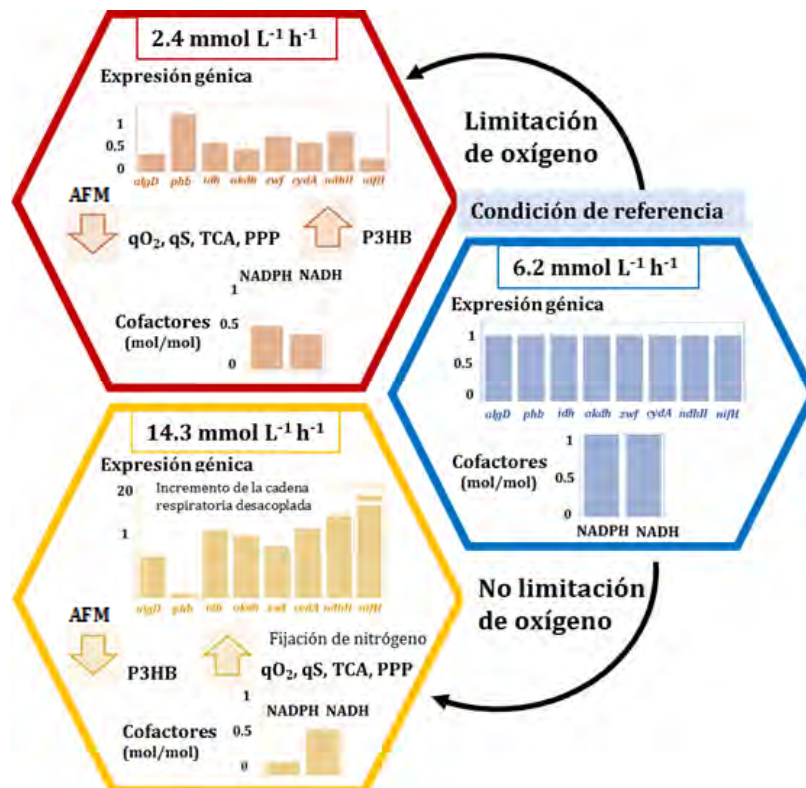 2.4 mmol L⁻¹ h⁻¹
Expresión génica
1
0.5
0
algD phb idh akdh zwf cydA ndhII nifH
AFM
qO₂, qS, TCA, PPP
P3HB
NADPH NADH
1
Cofactores
(mol/mol)
0.5
0
Limitación
de oxígeno
Condición de referencia
6.2 mmol L⁻¹ h⁻¹
Expresión génica
1
0.5
0
algD phb idh akdh zwf cydA ndhII nifH
Cofactores
(mol/mol)
1
0.5
0
NADPH NADH
No limitación
de oxígeno
14.3 mmol L⁻¹ h⁻¹
Expresión génica
20
Incremento de la cadena
respiratoria desacoplada
1
algD phb idh akdh zwf cydA ndhII nifH
AFM
P3HB
Fijación de nitrógeno
qO₂, qS, TCA, PPP
1
NADPH NADH
Cofactores
(mol/mol)
0.5
0